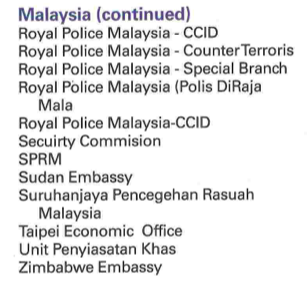 Malaysia (continued)
Royal Police Malaysia - CCID
Royal Police Malaysia - Counter Terroris
Royal Police Malaysia - Special Branch
Royal Police Malaysia (Polis DiRaja
Mala
Royal Police Malaysia-CCID
Secuirty Commision
SPRM
Sudan Embassy
Suruhanjaya Pencegehan Rasuah
Malaysia
Taipei Economic Office
Unit Penyiasatan Khas
Zimbabwe Embassy